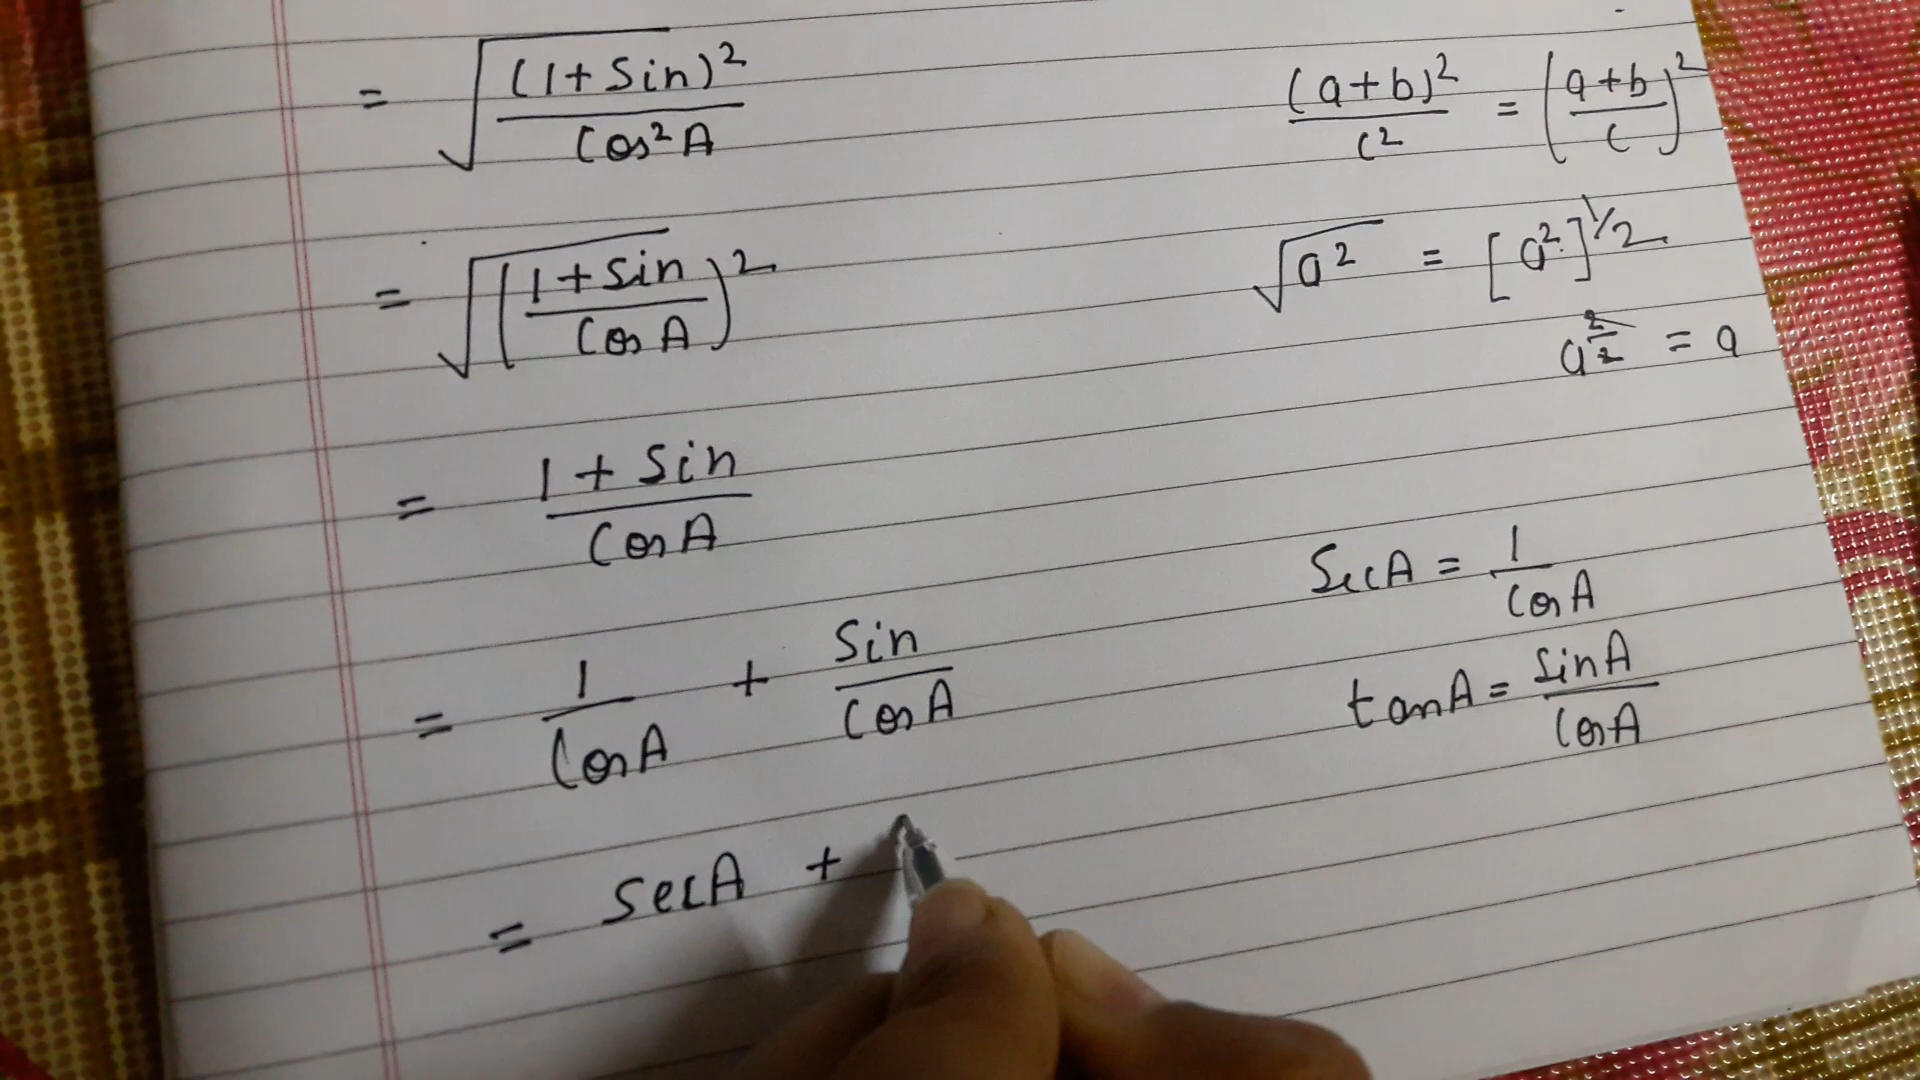 = √((1+Sin)²/Cos²A)
(a+b)²/c² = (a+b/c)²
= √((1+Sin/CosA)²)
√a² = [a²]^1/2
a^2/2 = a
= 1+Sin/CosA
SecA = 1/CosA
= 1/CosA + Sin/CosA
tanA = SinA/CosA
= SecA +